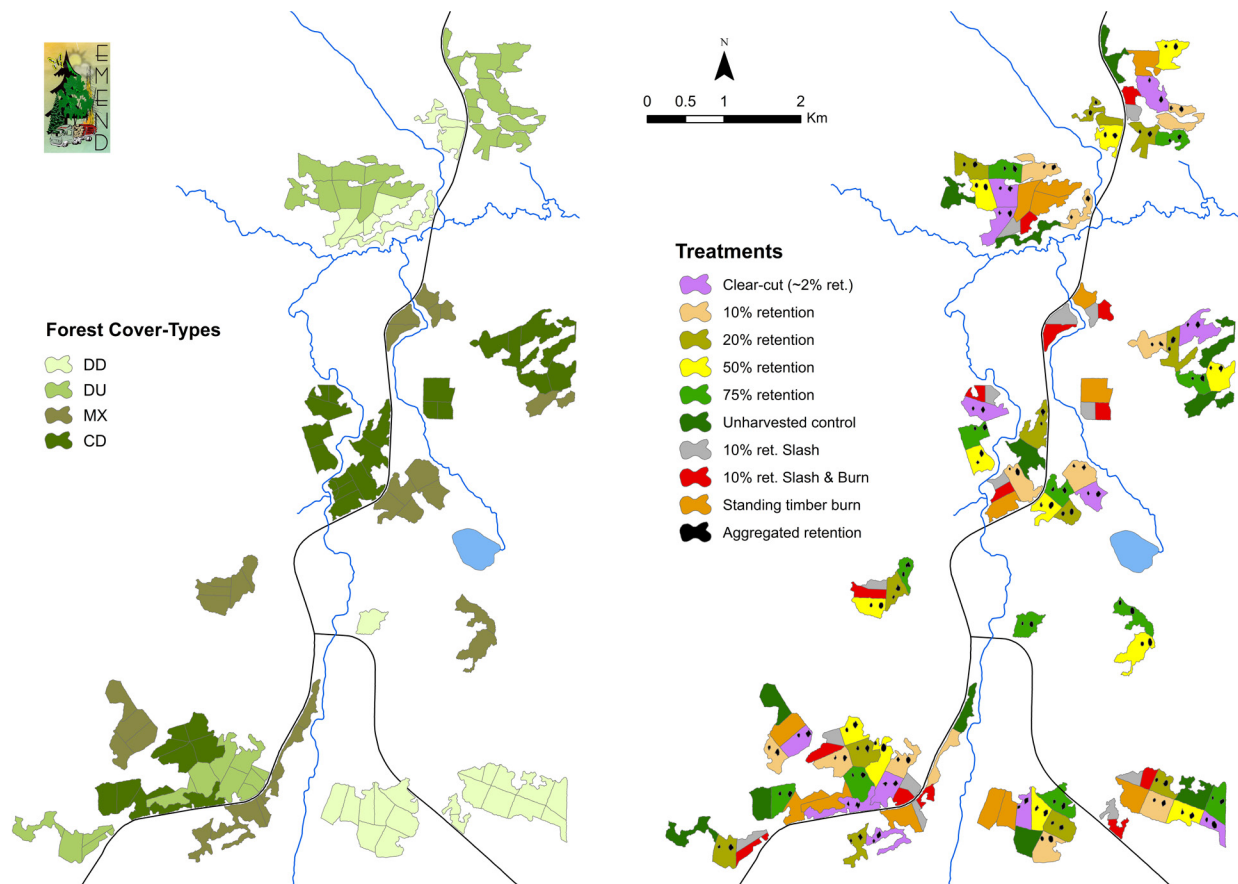 EMEND
N
0 0.5 1 2
Km
Forest Cover-Types
DD
DU
MX
CD
Treatments
Clear-cut (~2% ret.)
10% retention
20% retention
50% retention
75% retention
Unharvested control
10% ret. Slash
10% ret. Slash & Burn
Standing timber burn
Aggregated retention